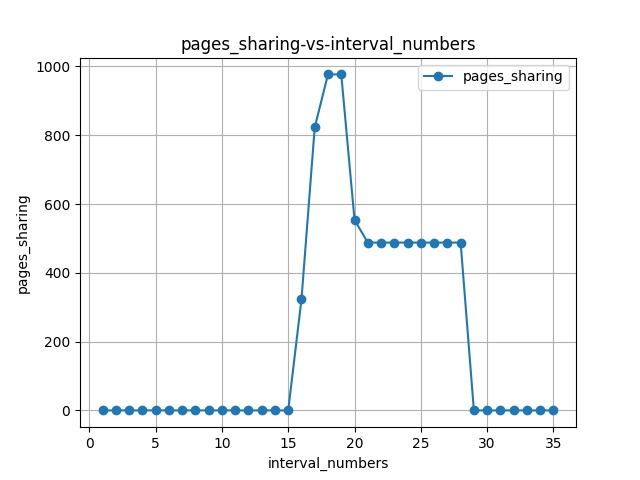 pages_sharing-vs-interval_numbers
1000
800
600
400
200
0
pages_sharing
pages_sharing
0 5 10 15 20 25 30 35
interval_numbers